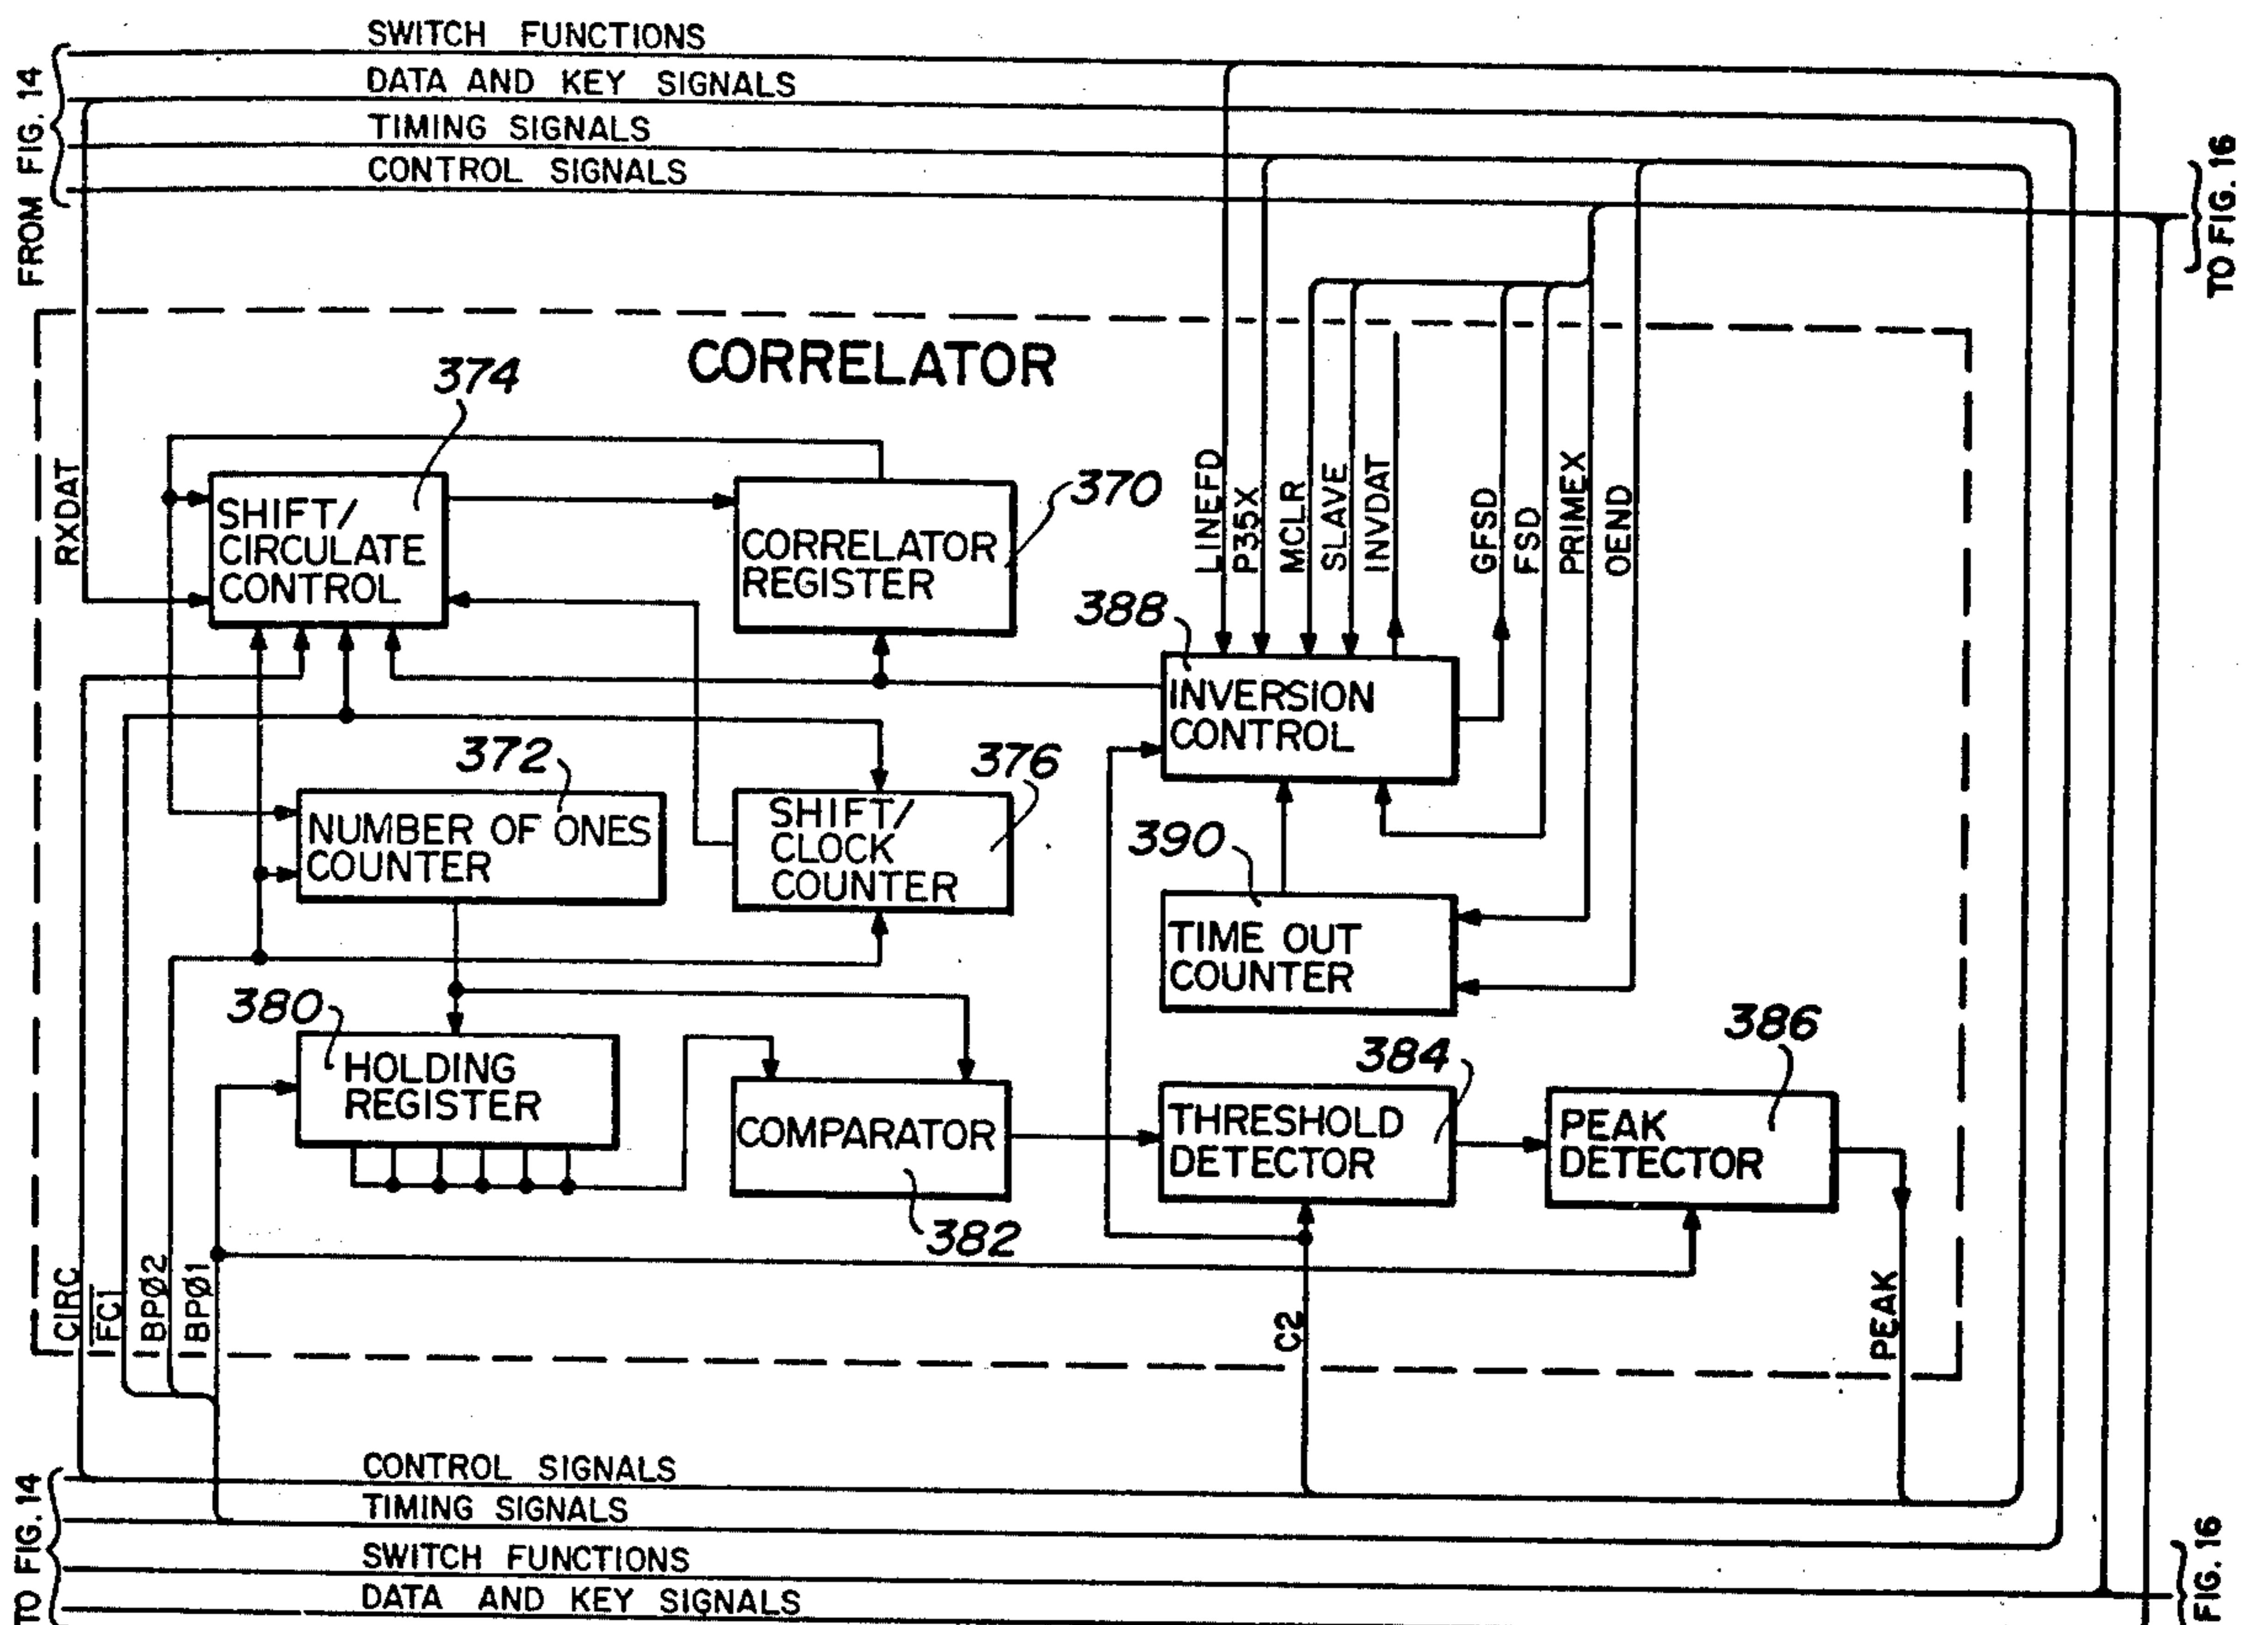 SWITCH FUNCTIONS
DATA AND KEY SIGNALS
TIMING SIGNALS
CONTROL SIGNALS
FROM FIG. 14
TO FIG. 16
CORRELATOR
374
RXDAT
SHIFT/
CIRCULATE
CONTROL
370
CORRELATOR
REGISTER
LINEFD
P35X
MCLR
SLAVE
INVDAT
GFSD
FSD
PRIMEX
OEND
388
INVERSION
CONTROL
372
NUMBER OF ONES
COUNTER
376
SHIFT/
CLOCK
COUNTER
390
TIME OUT
COUNTER
380
HOLDING
REGISTER
COMPARATOR
382
384
THRESHOLD
DETECTOR
386
PEAK
DETECTOR
CIRC
FC1
BPØ2
BPØ1
C2
PEAK
CONTROL SIGNALS
TIMING SIGNALS
SWITCH FUNCTIONS
DATA AND KEY SIGNALS
TO FIG. 14
FIG. 16